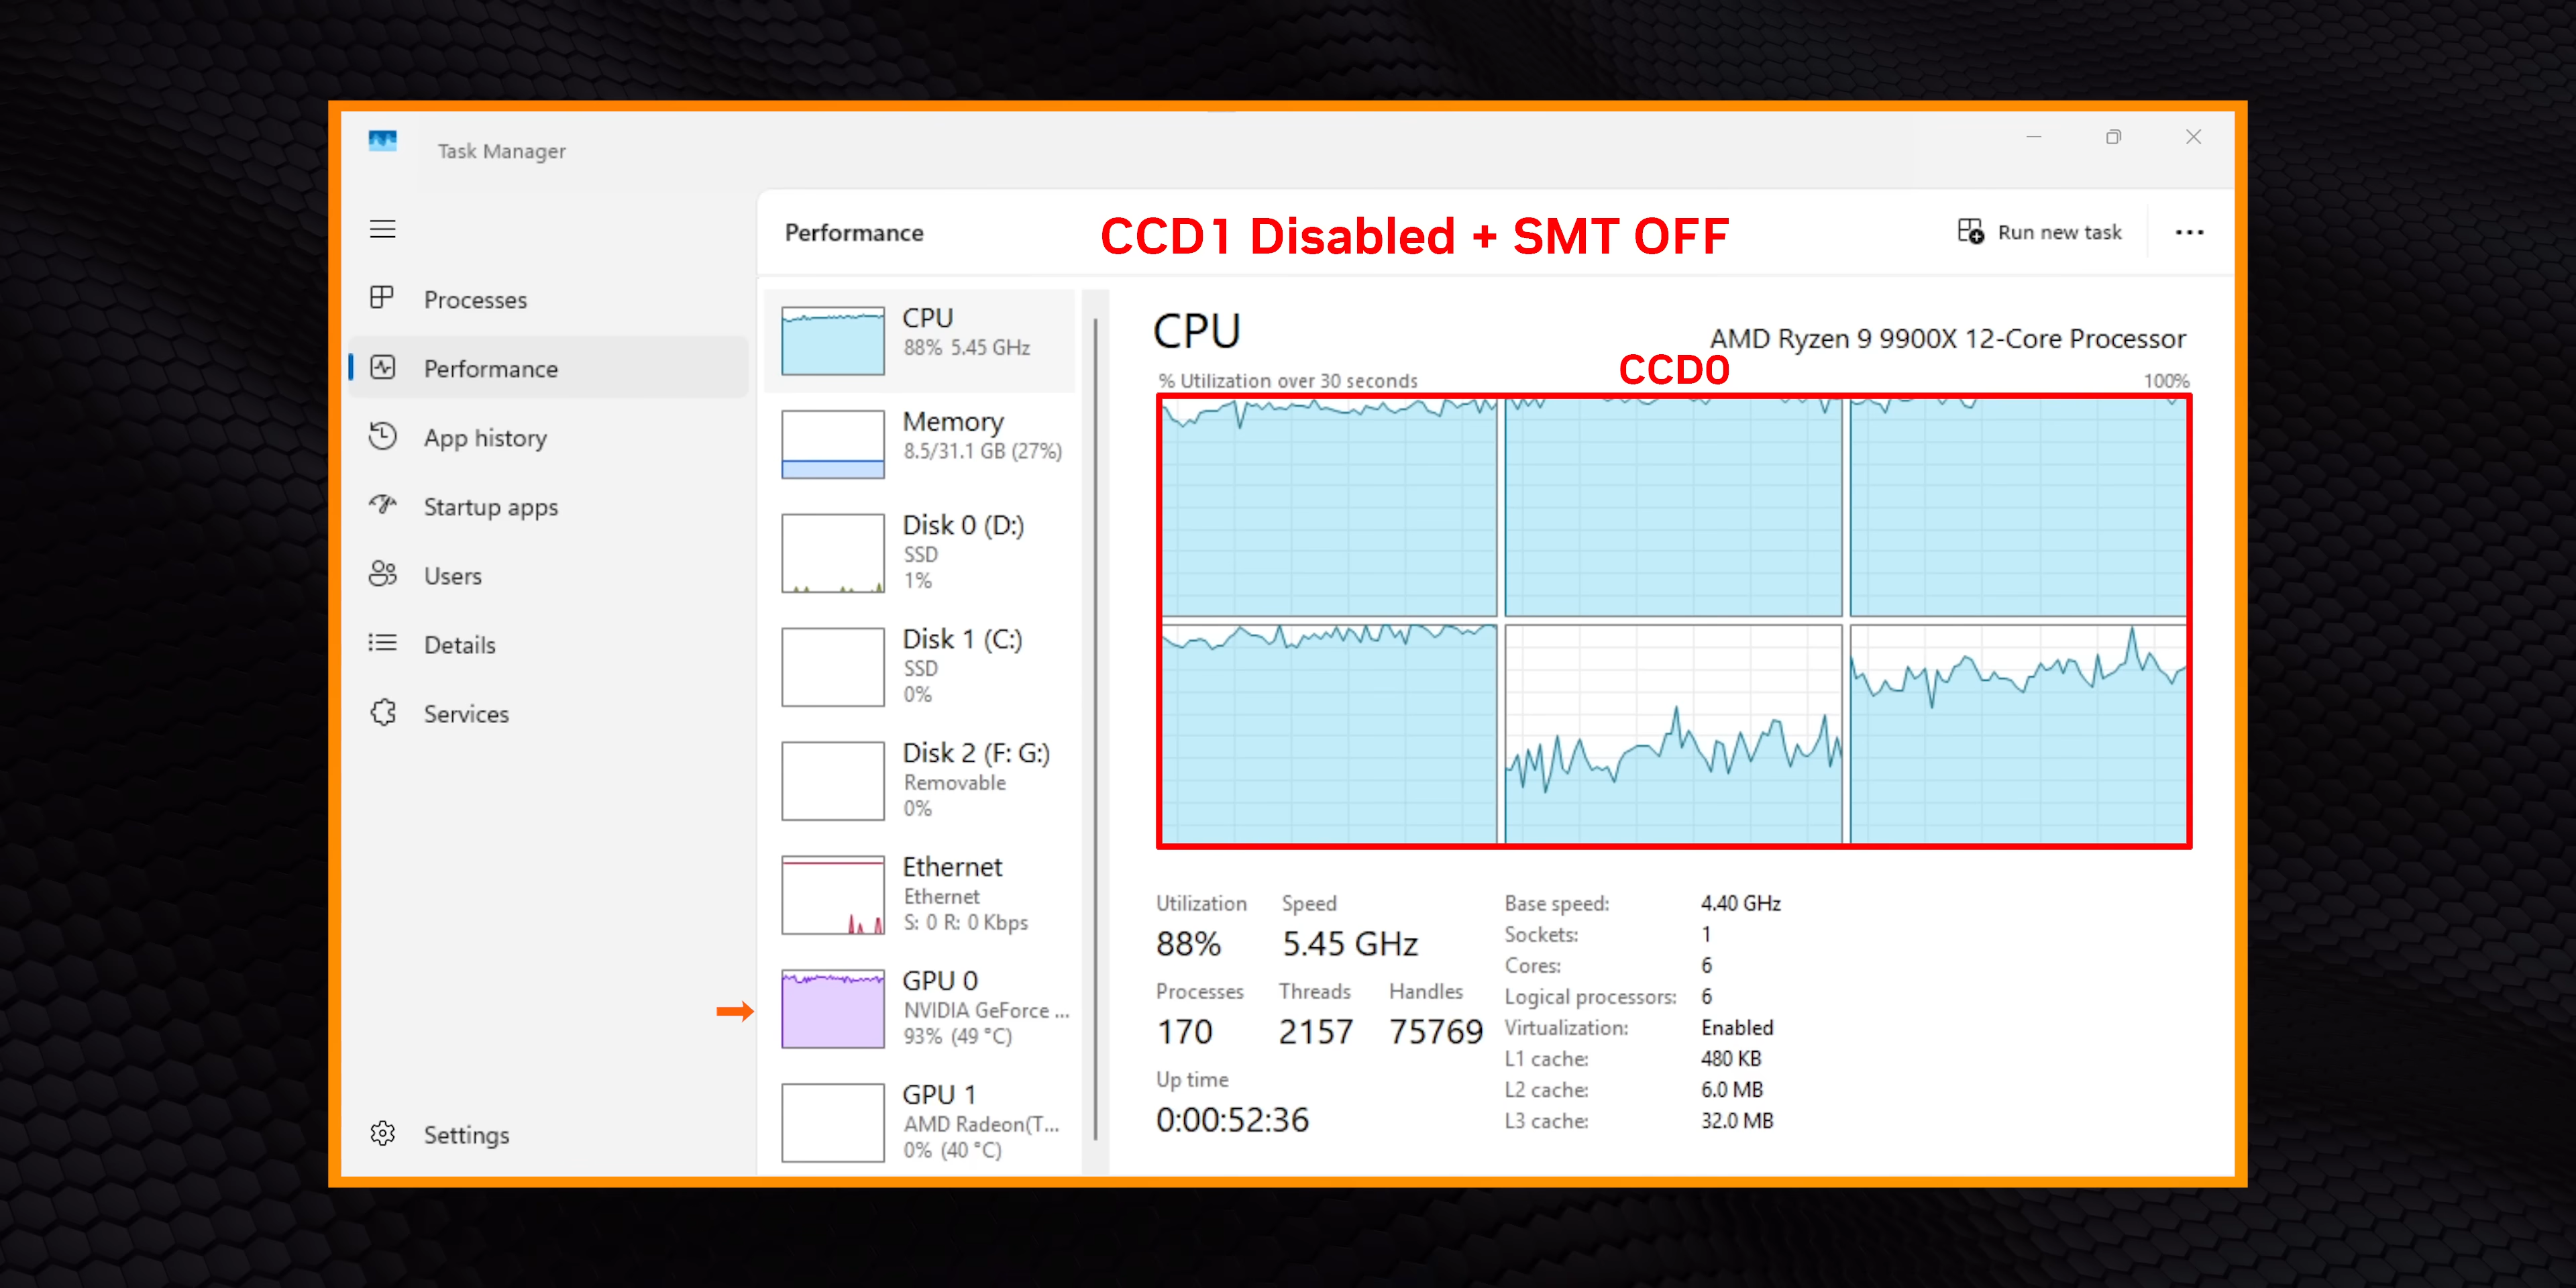 Task Manager
Performance
CCD1 Disabled + SMT OFF
Run new task
Processes
Performance
App history
Startup apps
Users
Details
Services
Settings
CPU
88% 5.45 GHz
Memory
8.5/31.1 GB (27%)
Disk 0 (D:)
SSD
1%
Disk 1 (C:)
SSD
0%
Disk 2 (F: G:)
Removable
0%
Ethernet
Ethernet
S: 0 R: 0 Kbps
GPU 0
NVIDIA GeForce ...
93% (49 °C)
GPU 1
AMD Radeon(T...
0% (40 °C)
CPU
AMD Ryzen 9 9900X 12-Core Processor
CCD0
% Utilization over 30 seconds
100%
Utilization Speed
88% 5.45 GHz
Processes Threads Handles
170 2157 75769
Up time
0:00:52:36
Base speed: 4.40 GHz
Sockets: 1
Cores: 6
Logical processors: 6
Virtualization: Enabled
L1 cache: 480 KB
L2 cache: 6.0 MB
L3 cache: 32.0 MB